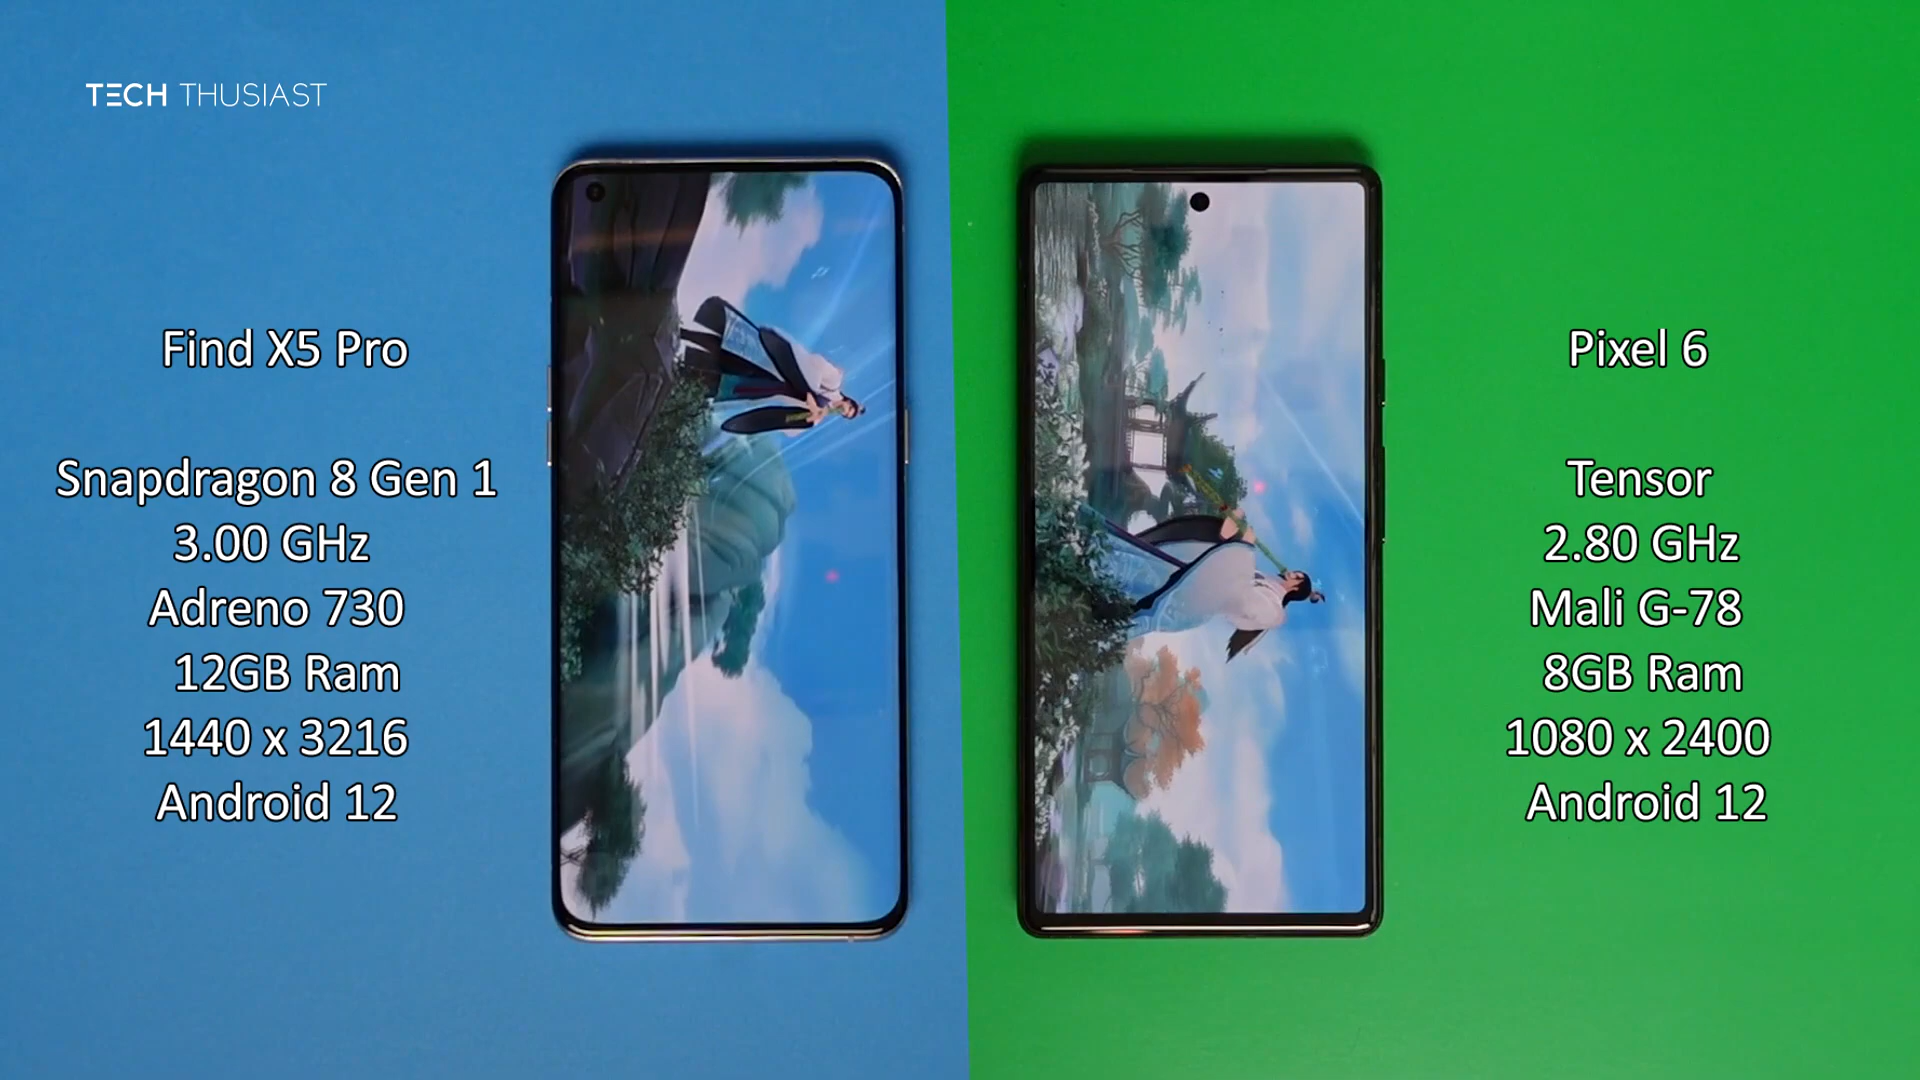 TECH THUSIAST
Find X5 Pro
Snapdragon 8 Gen 1
3.00 GHz
Adreno 730
12GB Ram
1440 x 3216
Android 12
Pixel 6
Tensor
2.80 GHz
Mali G-78
8GB Ram
1080 x 2400
Android 12